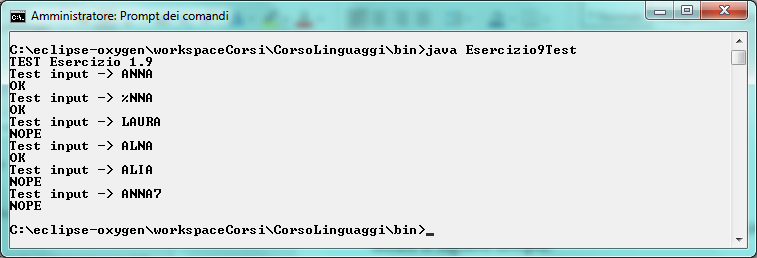 Amministratore: Prompt dei comandi
C:\eclipse-oxygen\workspaceCorsi\CorsoLinguaggi\bin>java Esercizio9Test
TEST Esercizio 1.9
Test input -> ANNA
OK
Test input -> %NNA
OK
Test input -> LAURA
NOPE
Test input -> ALNA
OK
Test input -> ALIA
NOPE
Test input -> ANNA7
NOPE
C:\eclipse-oxygen\workspaceCorsi\CorsoLinguaggi\bin>_